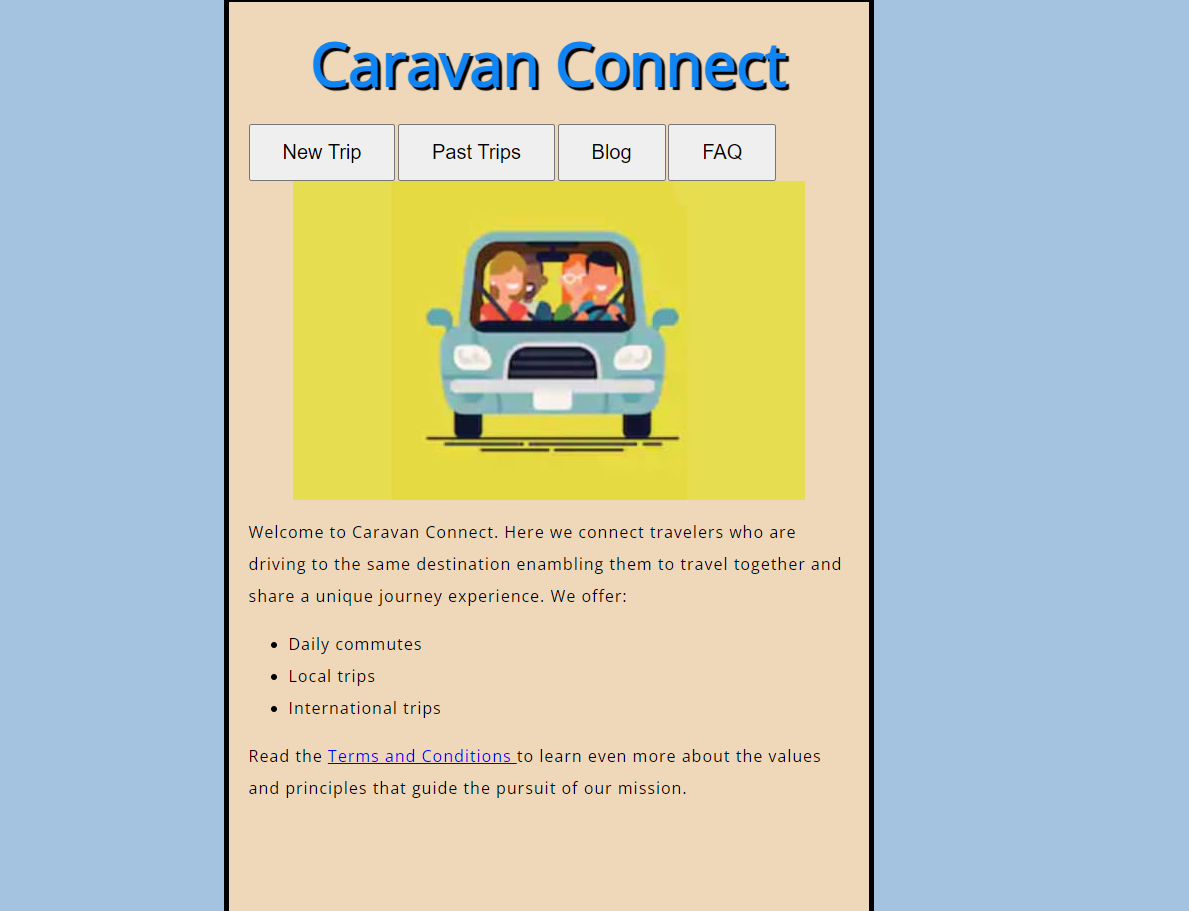 Caravan Connect
New Trip Past Trips Blog FAQ
Welcome to Caravan Connect. Here we connect travelers who are
driving to the same destination enambling them to travel together and
share a unique journey experience. We offer:
• Daily commutes
• Local trips
• International trips
Read the Terms and Conditions to learn even more about the values
and principles that guide the pursuit of our mission.